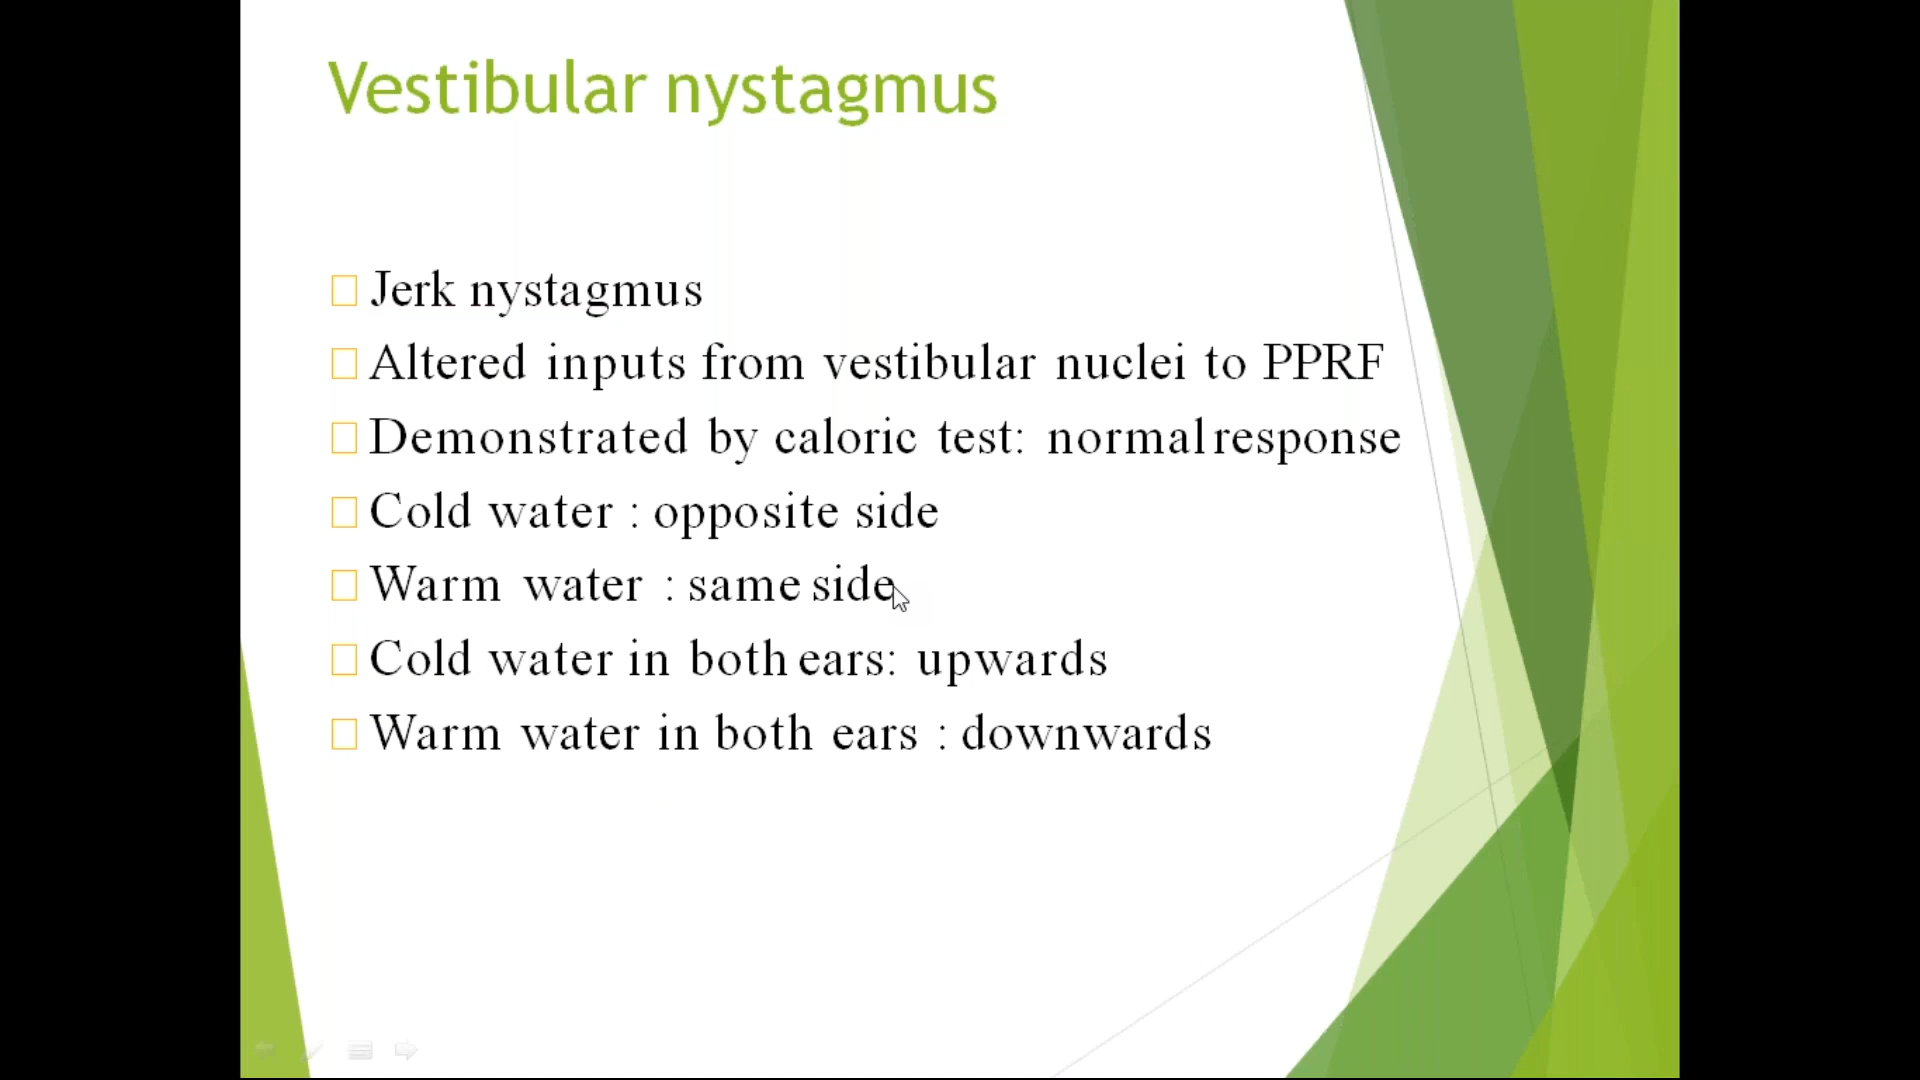 Vestibular nystagmus
Jerk nystagmus
Altered inputs from vestibular nuclei to PPRF
Demonstrated by caloric test: normal response
Cold water : opposite side
Warm water : same side
Cold water in both ears: upwards
Warm water in both ears : downwards